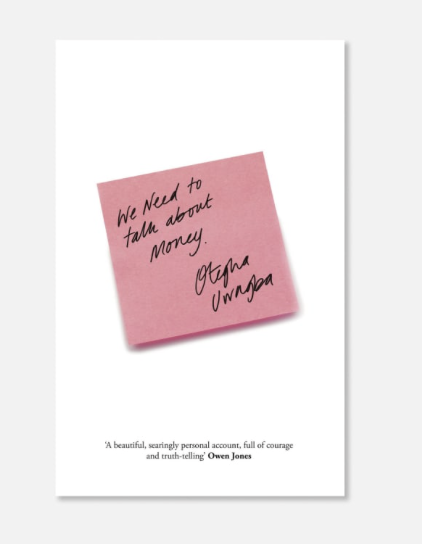 We Need to
talk about
Money.
Otegha
Uwagba
'A beautiful, searingly personal account, full of courage
and truth-telling' Owen Jones